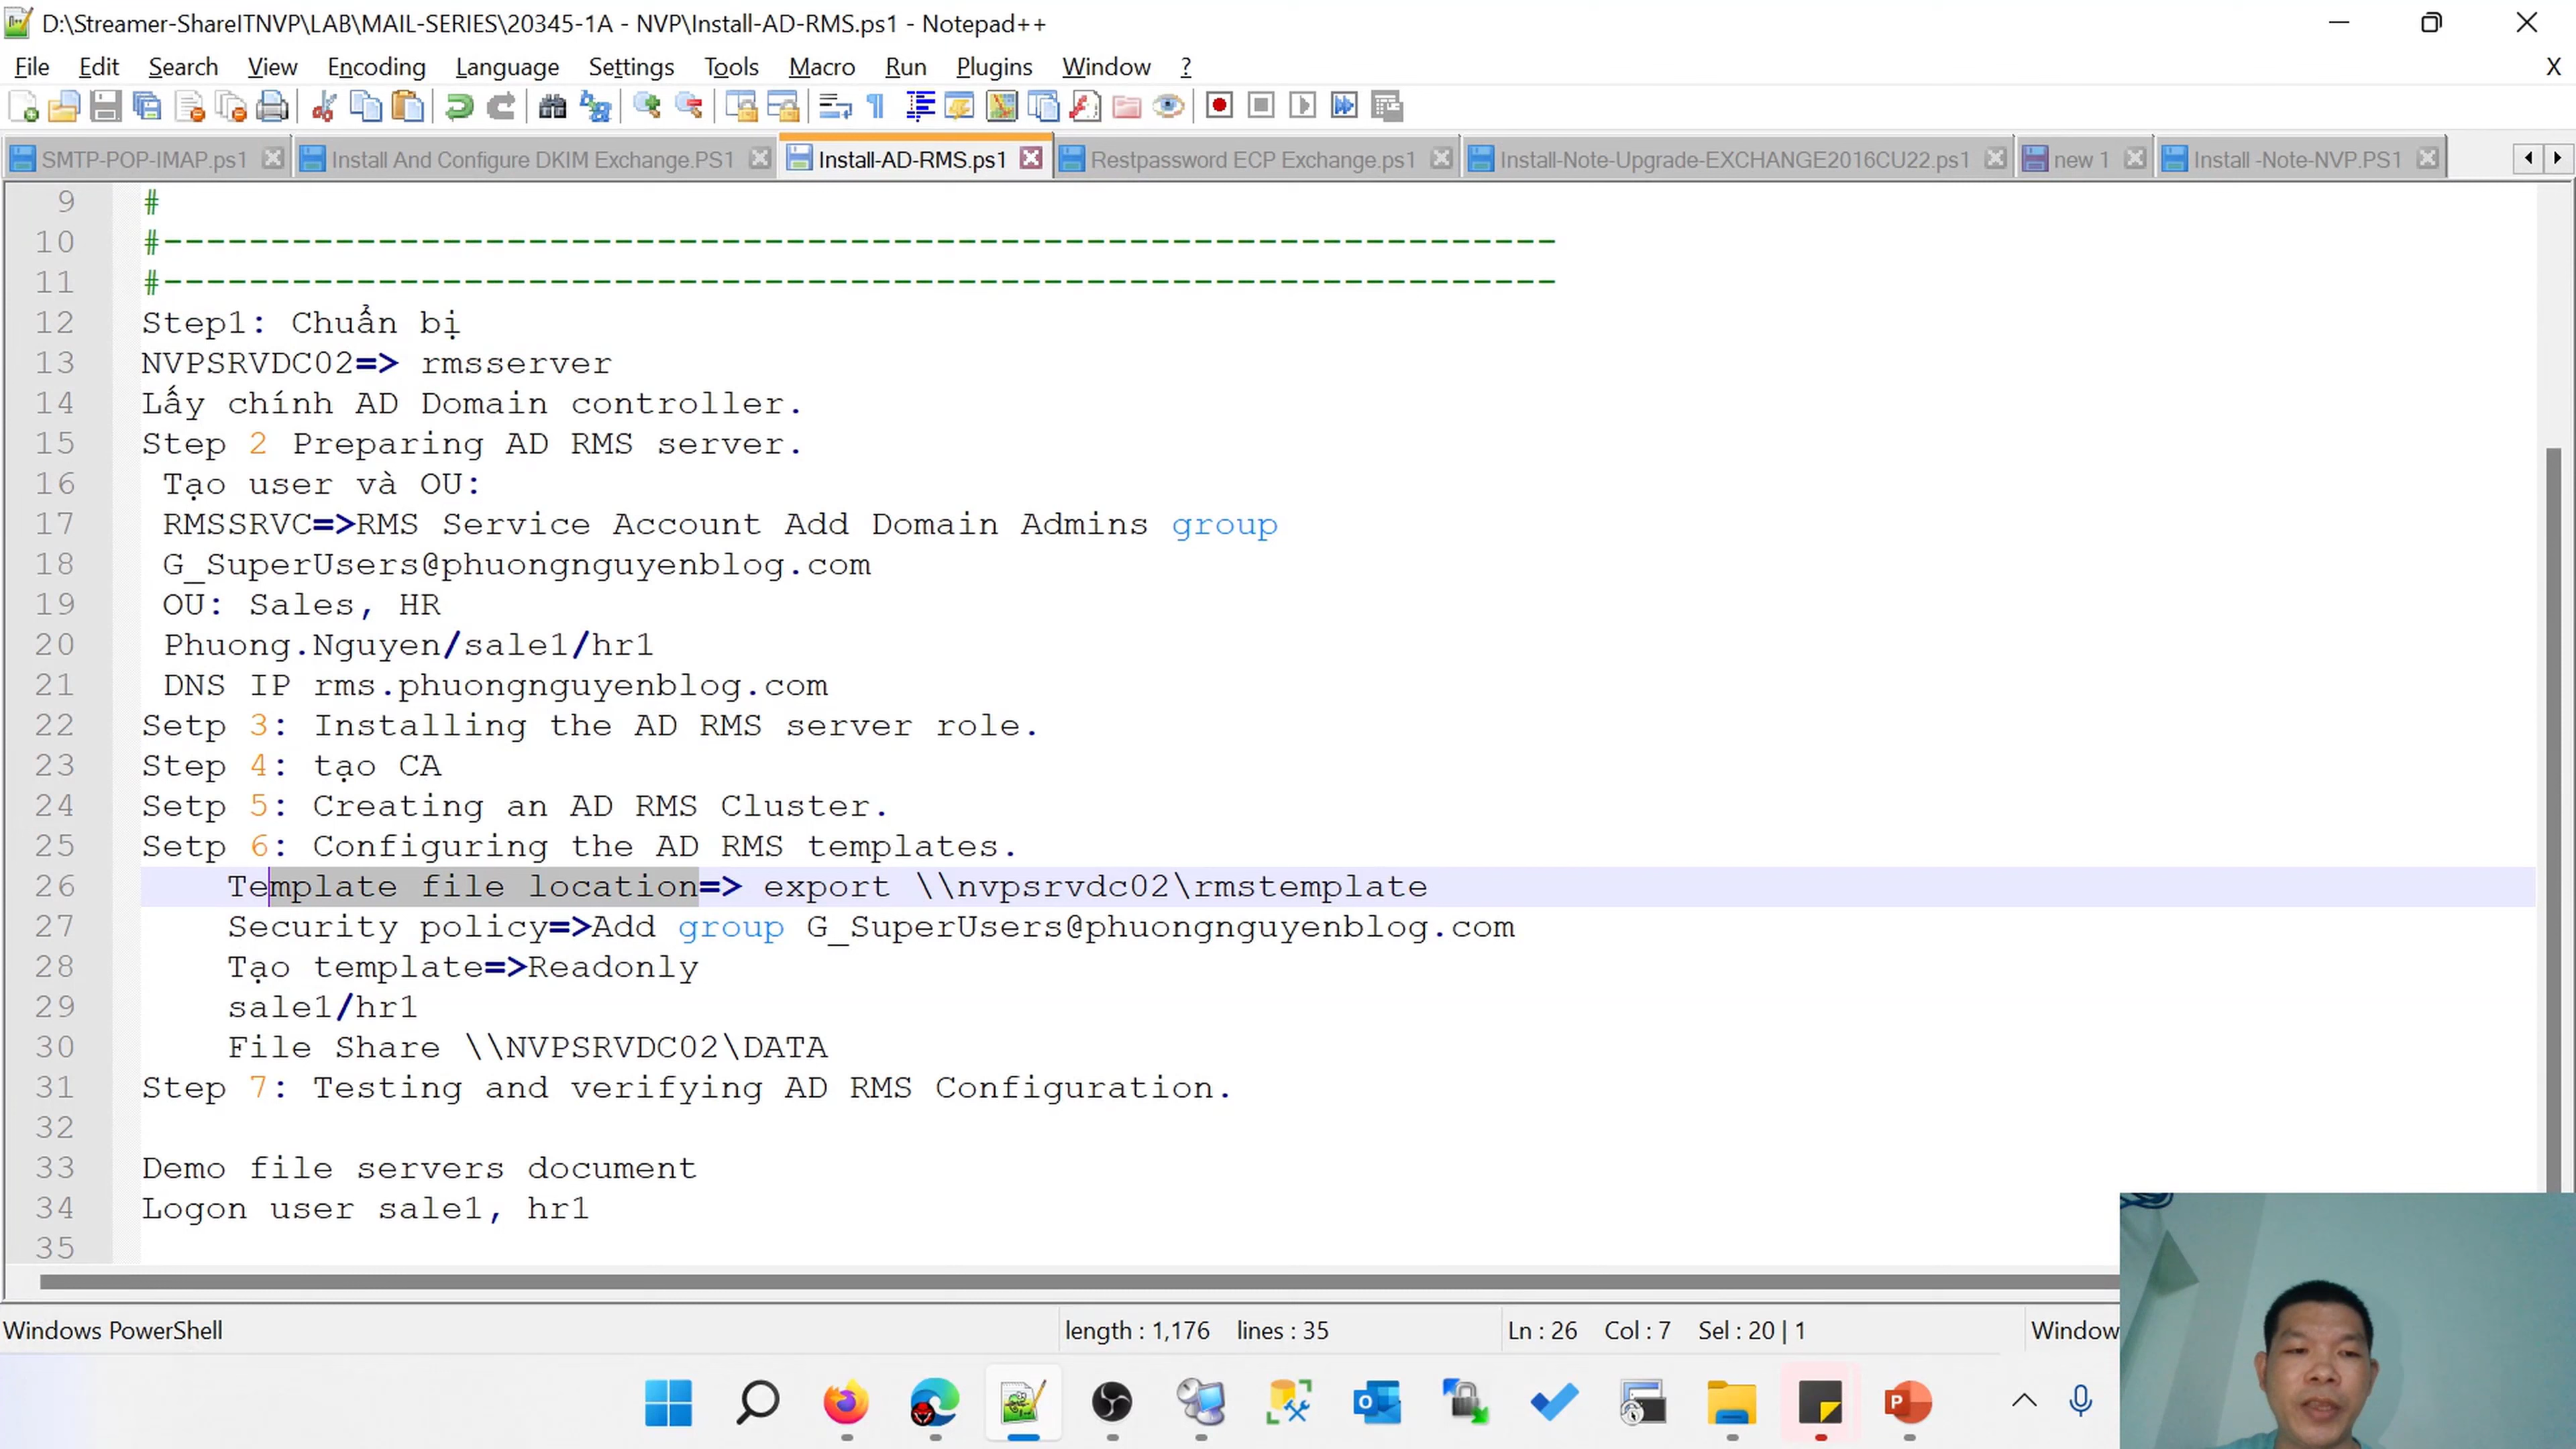 D:\Streamer-ShareITNVP\LAB\MAIL-SERIES\20345-1A - NVP\Install-AD-RMS.ps1 - Notepad++
File Edit Search View Encoding Language Settings Tools Macro Run Plugins Window ? X
SMTP-POP-IMAP.ps1 Install And Configure DKIM Exchange.PS1 Install-AD-RMS.ps1 Restpassword ECP Exchange.ps1 Install-Note-Upgrade-EXCHANGE2016CU22.ps1 new 1 Install -Note-NVP.PS1
9 #
10 #-----------------------------------------------------------------
11 #-----------------------------------------------------------------
12 Step1: Chuẩn bị
13 NVPSRVDC02=> rmsserver
14 Lấy chính AD Domain controller.
15 Step 2 Preparing AD RMS server.
16 Tạo user và OU:
17 RMSSRVC=>RMS Service Account Add Domain Admins group
18 G_SuperUsers@phuongnguyenblog.com
19 OU: Sales, HR
20 Phuong.Nguyen/sale1/hr1
21 DNS IP rms.phuongnguyenblog.com
22 Setp 3: Installing the AD RMS server role.
23 Step 4: tạo CA
24 Setp 5: Creating an AD RMS Cluster.
25 Setp 6: Configuring the AD RMS templates.
26 Template file location=> export \\nvpsrvdc02\rmstemplate
27 Security policy=>Add group G_SuperUsers@phuongnguyenblog.com
28 Tạo template=>Readonly
29 sale1/hr1
30 File Share \\NVPSRVDC02\DATA
31 Step 7: Testing and verifying AD RMS Configuration.
32
33 Demo file servers document
34 Logon user sale1, hr1
35
Windows PowerShell length : 1,176 lines : 35 Ln : 26 Col : 7 Sel : 20 | 1 Window